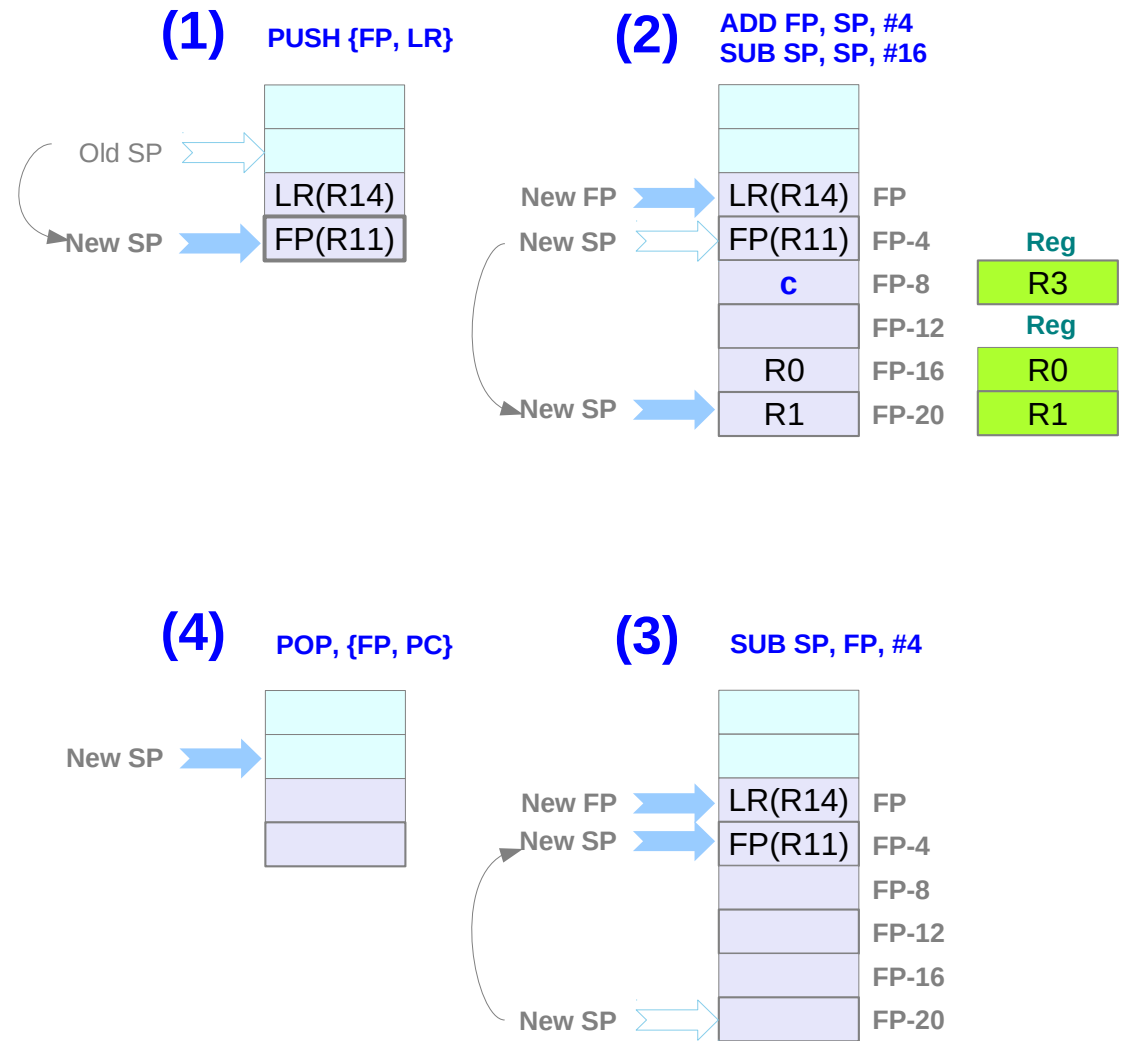 (1)
PUSH {FP, LR}
Old SP
LR(R14)
New SP
FP(R11)
(2)
ADD FP, SP, #4
SUB SP, SP, #16
New FP
LR(R14)
FP
New SP
FP(R11)
FP-4
Reg
c
FP-8
R3
FP-12
Reg
R0
FP-16
R0
New SP
R1
FP-20
R1
(4)
POP, {FP, PC}
New SP
(3)
SUB SP, FP, #4
New FP
LR(R14)
FP
New SP
FP(R11)
FP-4
FP-8
FP-12
FP-16
New SP
FP-20